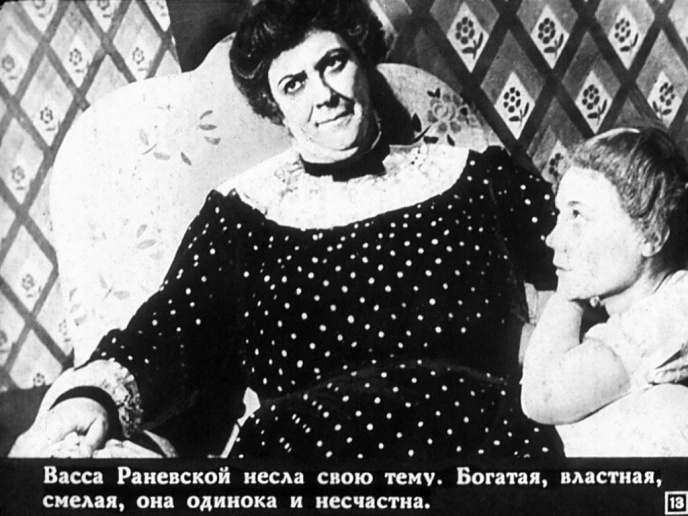 Васса Раневской несла свою тему. Богатая, властная,
смелая, она одинока и несчастна.
13